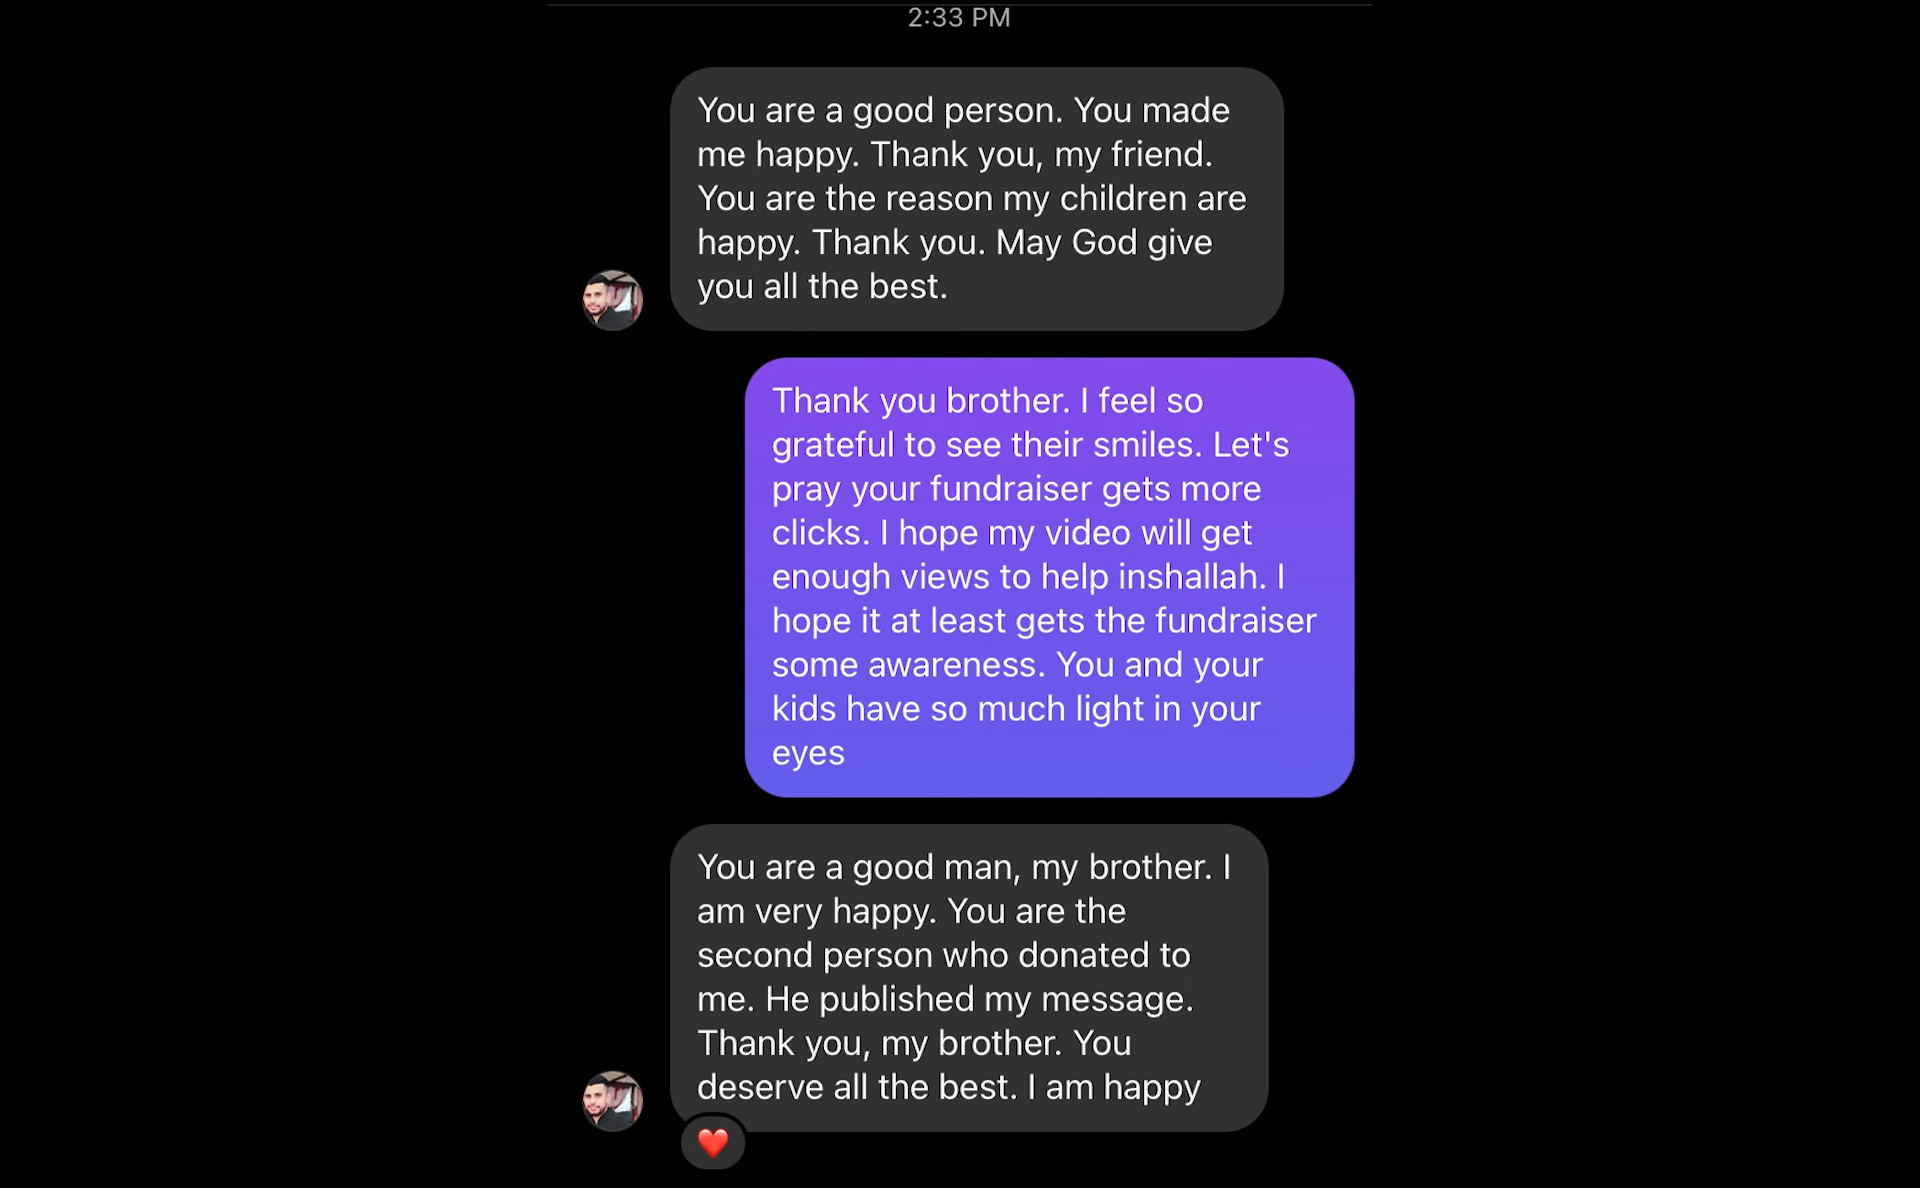 2:33 PM
You are a good person. You made
me happy. Thank you, my friend.
You are the reason my children are
happy. Thank you. May God give
you all the best.
Thank you brother. I feel so
grateful to see their smiles. Let's
pray your fundraiser gets more
clicks. I hope my video will get
enough views to help inshallah. I
hope it at least gets the fundraiser
some awareness. You and your
kids have so much light in your
eyes
You are a good man, my brother. I
am very happy. You are the
second person who donated to
me. He published my message.
Thank you, my brother. You
deserve all the best. I am happy